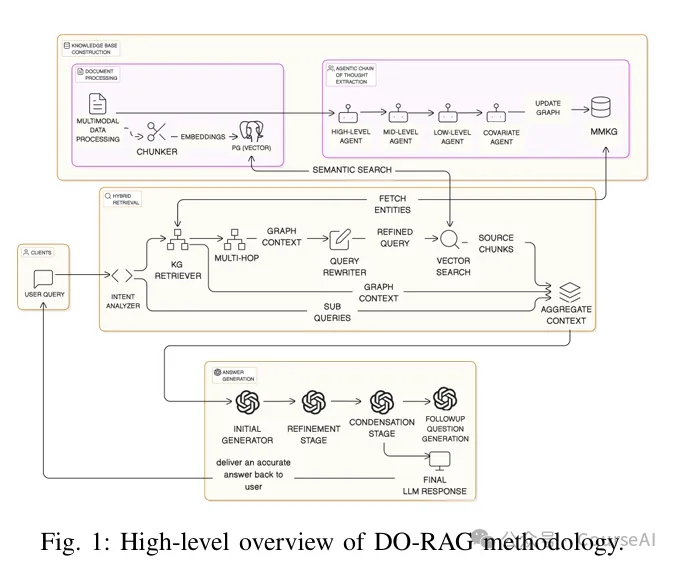 KNOWLEDGE BASE
CONSTRUCTION
DOCUMENT
PROCESSING
AGENTIC CHAIN
OF THOUGHT
EXTRACTION
MULTIMODAL
DATA
PROCESSING
CHUNKER
EMBEDDINGS
PG (VECTOR)
HIGH-LEVEL
AGENT
MID-LEVEL
AGENT
LOW-LEVEL
AGENT
COVARIATE
AGENT
UPDATE
GRAPH
MMKG
SEMANTIC SEARCH
HYBRID
RETRIEVAL
FETCH
ENTITIES
CLIENTS
USER QUERY
INTENT
ANALYZER
KG
RETRIEVER
MULTI-HOP
GRAPH
CONTEXT
QUERY
REWRITER
REFINED
QUERY
VECTOR
SEARCH
SOURCE
CHUNKS
GRAPH
CONTEXT
SUB
QUERIES
AGGREGATE
CONTEXT
ANSWER
GENERATION
INITIAL
GENERATOR
REFINEMENT
STAGE
CONDENSATION
STAGE
FOLLOWUP
QUESTION
GENERATION
deliver an accurate
answer back to
user
FINAL
LLM RESPONSE
Fig. 1: High-level overview of DO-RAG methodology.
公众号 CourseAI